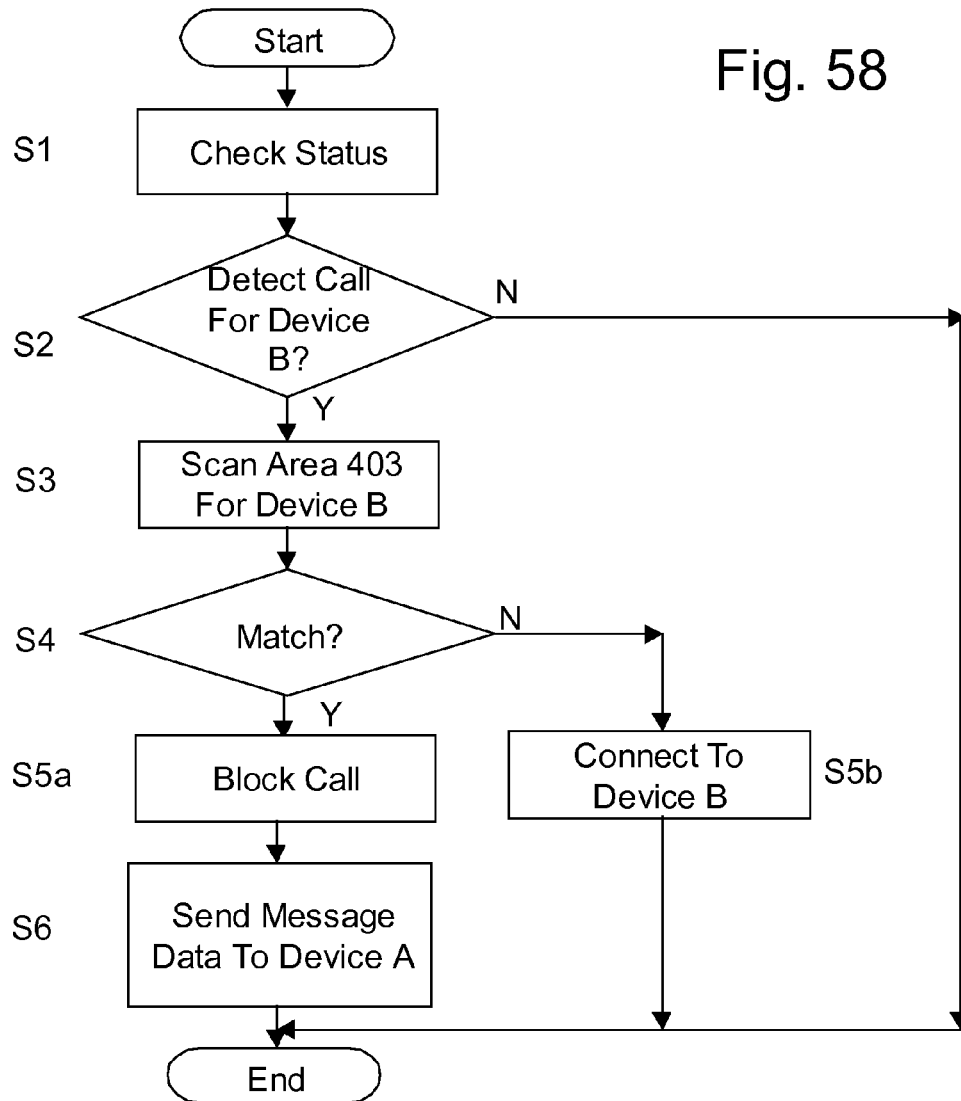 Start
Fig. 58
S1
Check Status
Detect Call
For Device
B?
N
S2
Y
S3
Scan Area 403
For Device B
S4
Match?
N
Y
S5a
Block Call
Connect To
Device B
S5b
S6
Send Message
Data To Device A
End